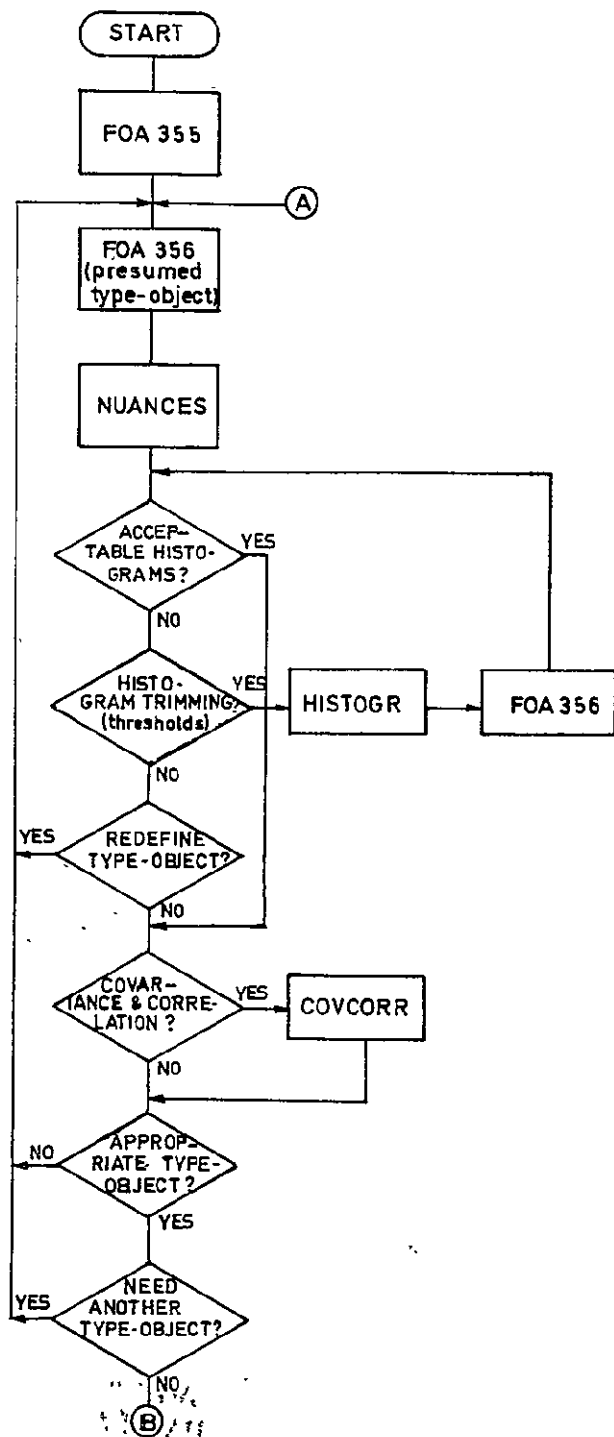 START
FOA 355
A
FOA 356
(presumed
type-object)
NUANCES
ACCEP-
TABLE HISTO-
GRAMS?
YES
NO
HISTO-
GRAM TRIMMING?
(thresholds)
YES
HISTOGR
FOA 356
NO
REDEFINE
TYPE-OBJECT?
YES
NO
COVAR-
IANCE & CORRE-
LATION?
YES
COVCORR
NO
APPROP-
RIATE TYPE-
OBJECT?
NO
YES
NEED
ANOTHER
TYPE-OBJECT?
YES
NO
B